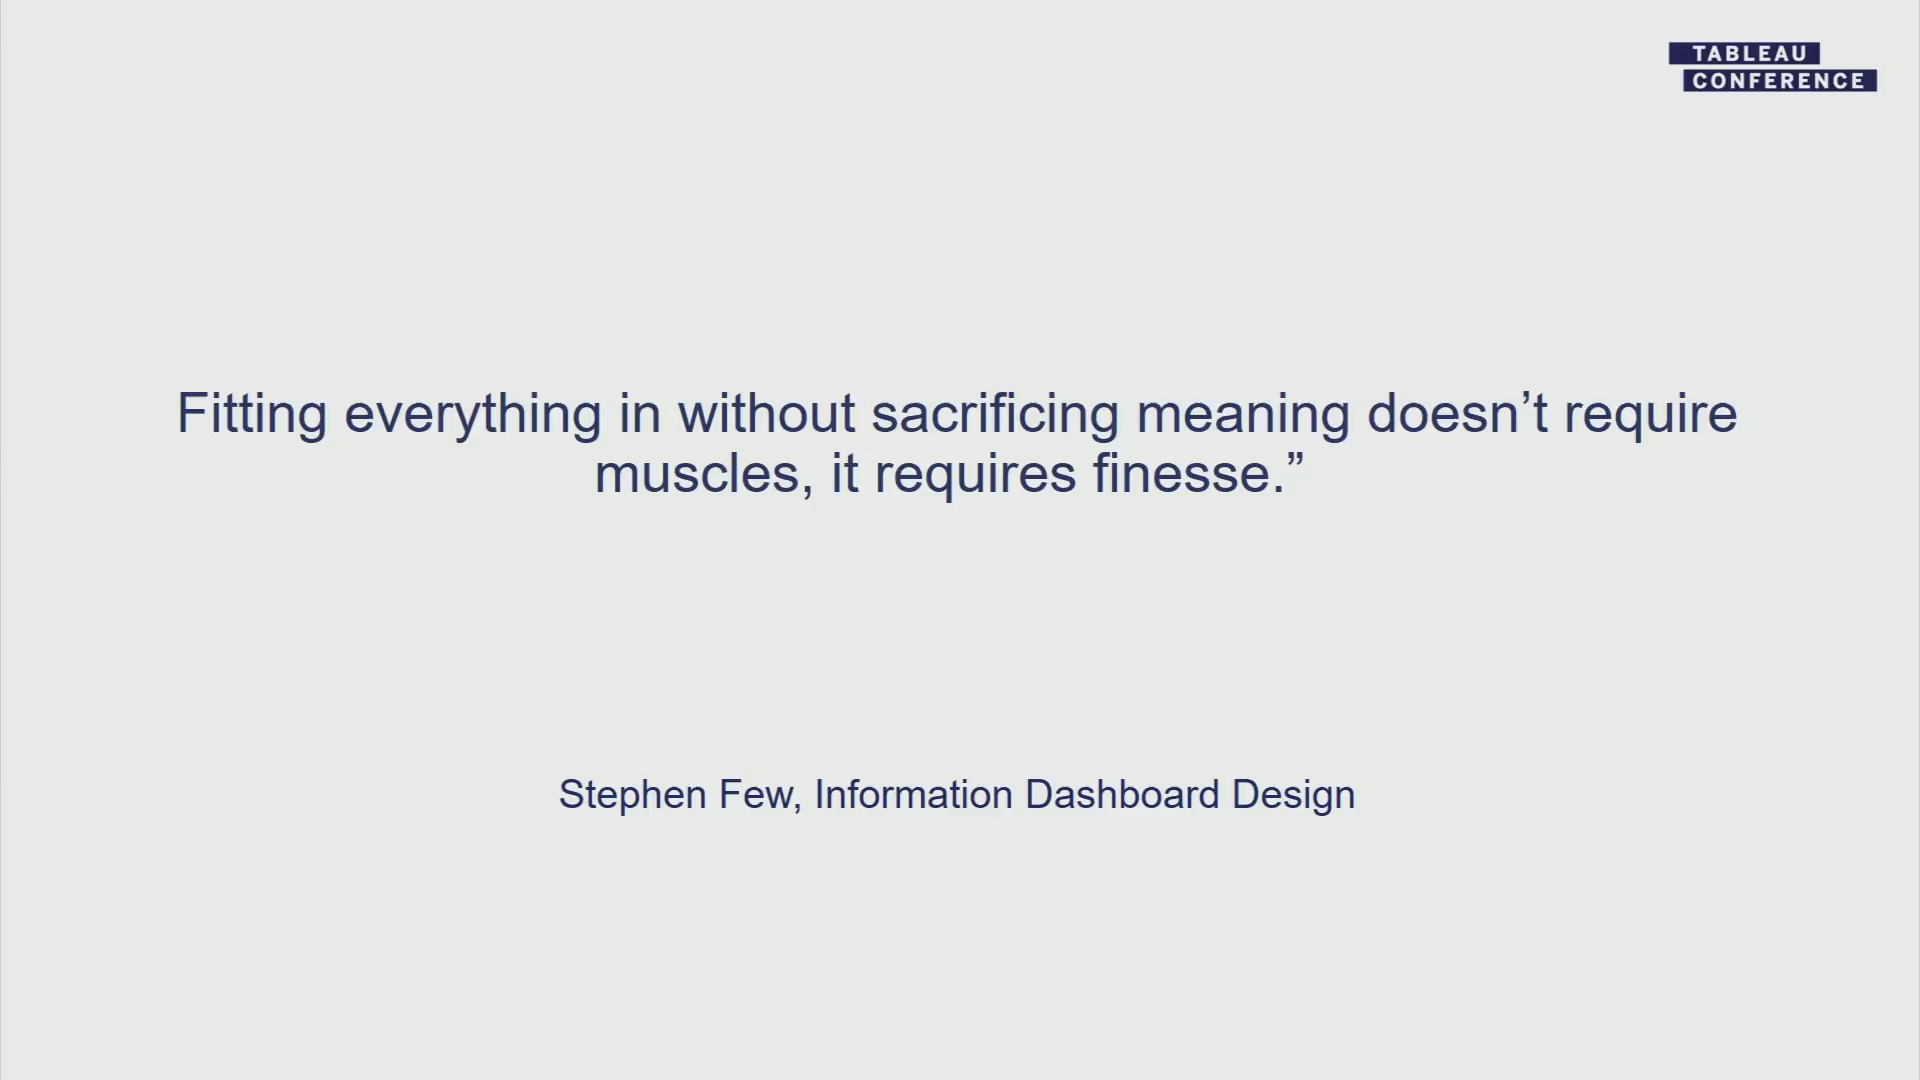 TABLEAU
CONFERENCE
Fitting everything in without sacrificing meaning doesn’t require
muscles, it requires finesse.”
Stephen Few, Information Dashboard Design